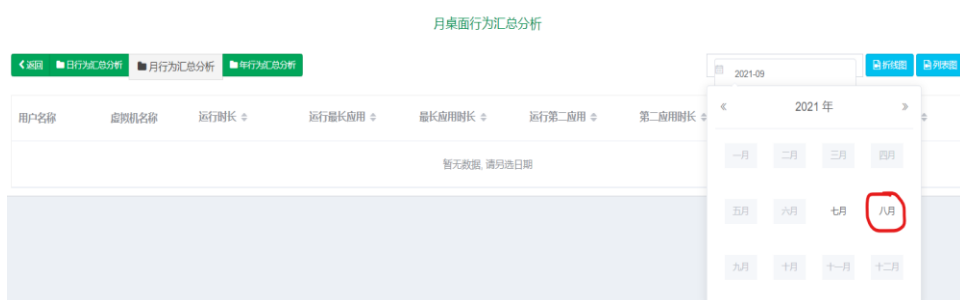 月桌面行为汇总分析
返回 日行为汇总分析 月行为汇总分析 年行为汇总分析 2021-09 折线图 列表图
用户名称 虚拟机名称 运行时长 运行最长应用 最长应用时长 运行第二应用 第二应用时长
« 2021 年 »
暂无数据, 请另选日期
一月 二月 三月 四月
五月 六月 七月 八月
九月 十月 十一月 十二月